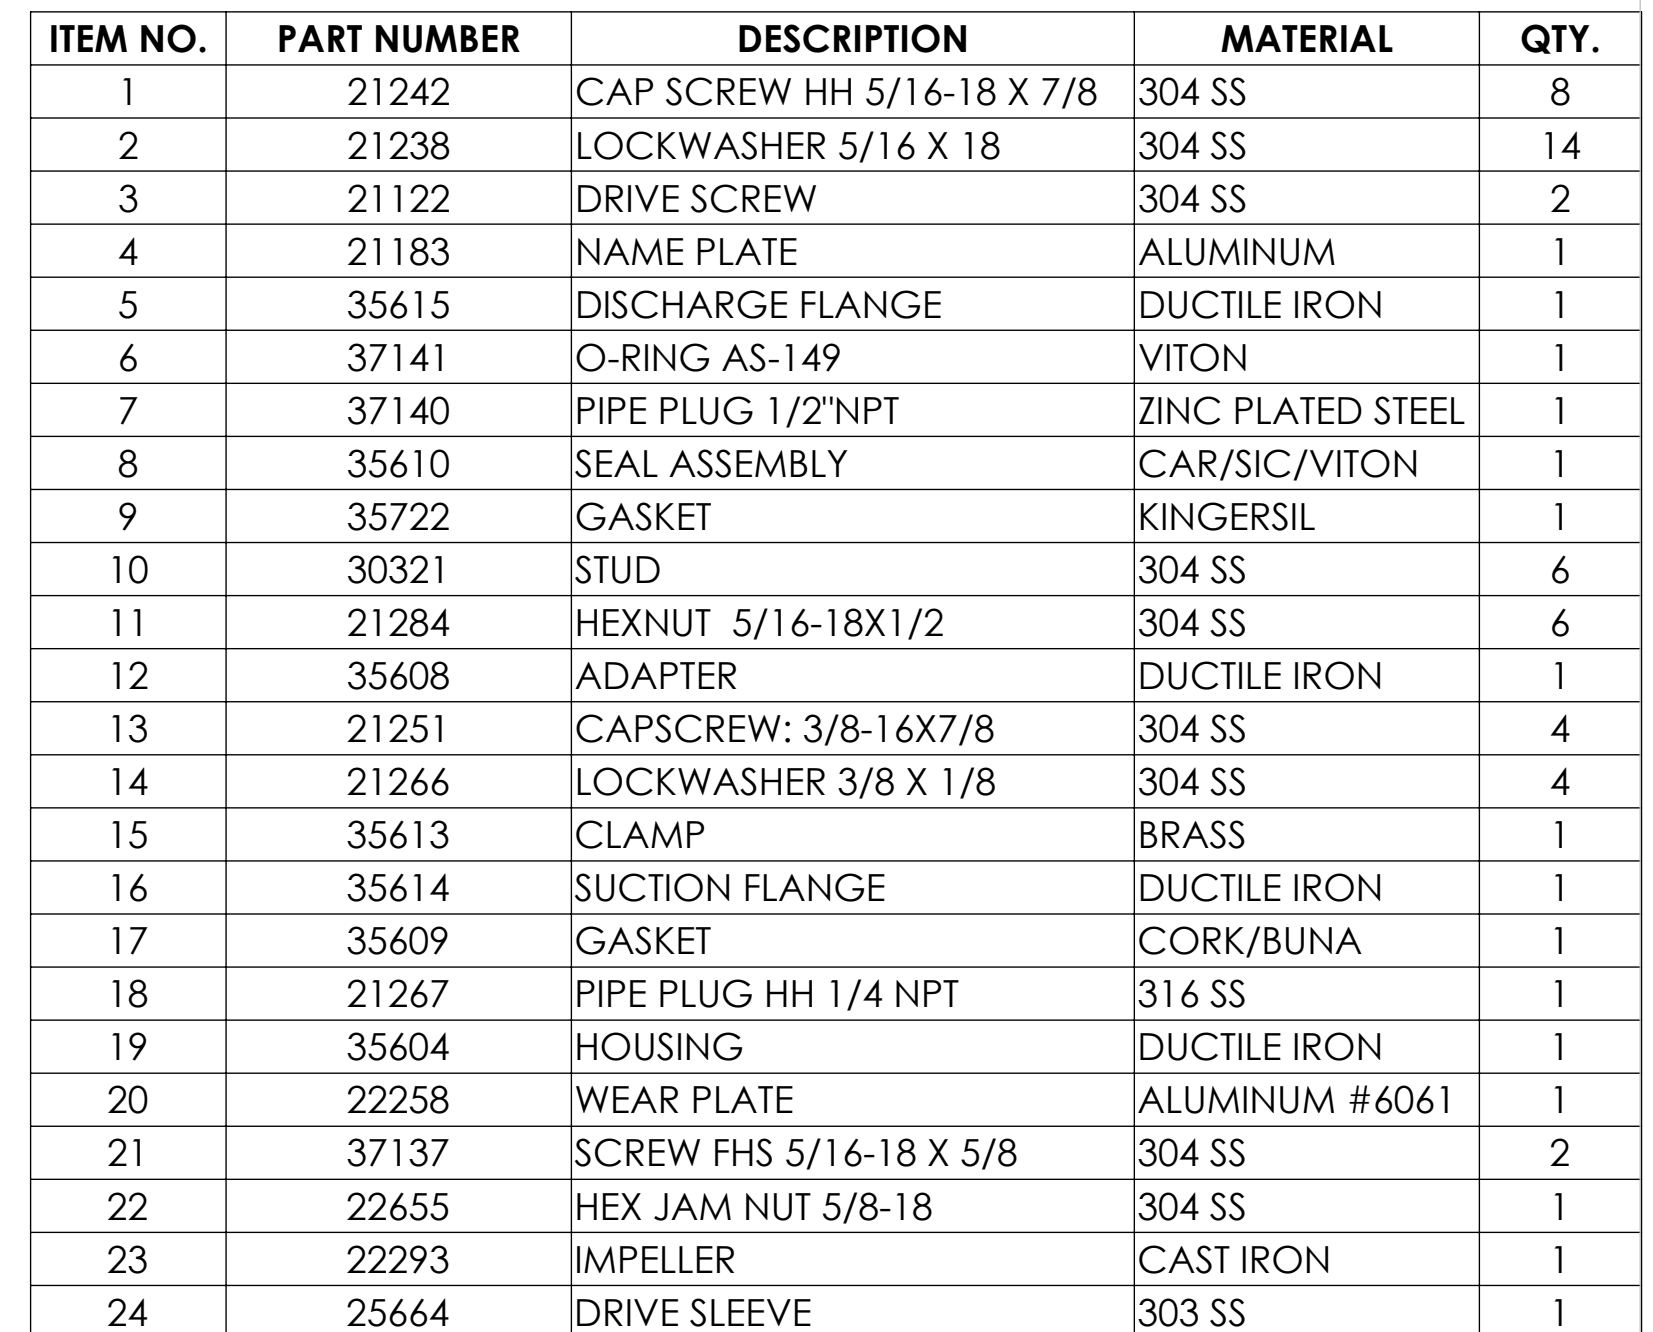 ITEM NO. PART NUMBER DESCRIPTION MATERIAL QTY.
1 21242 CAP SCREW HH 5/16-18 X 7/8 304 SS 8
2 21238 LOCKWASHER 5/16 X 18 304 SS 14
3 21122 DRIVE SCREW 304 SS 2
4 21183 NAME PLATE ALUMINUM 1
5 35615 DISCHARGE FLANGE DUCTILE IRON 1
6 37141 O-RING AS-149 VITON 1
7 37140 PIPE PLUG 1/2"NPT ZINC PLATED STEEL 1
8 35610 SEAL ASSEMBLY CAR/SIC/VITON 1
9 35722 GASKET KINGERSIL 1
10 30321 STUD 304 SS 6
11 21284 HEXNUT  5/16-18X1/2 304 SS 6
12 35608 ADAPTER DUCTILE IRON 1
13 21251 CAPSCREW: 3/8-16X7/8 304 SS 4
14 21266 LOCKWASHER 3/8 X 1/8 304 SS 4
15 35613 CLAMP BRASS 1
16 35614 SUCTION FLANGE DUCTILE IRON 1
17 35609 GASKET CORK/BUNA 1
18 21267 PIPE PLUG HH 1/4 NPT 316 SS 1
19 35604 HOUSING DUCTILE IRON 1
20 22258 WEAR PLATE ALUMINUM #6061 1
21 37137 SCREW FHS 5/16-18 X 5/8 304 SS 2
22 22655 HEX JAM NUT 5/8-18 304 SS 1
23 22293 IMPELLER CAST IRON 1
24 25664 DRIVE SLEEVE 303 SS 1